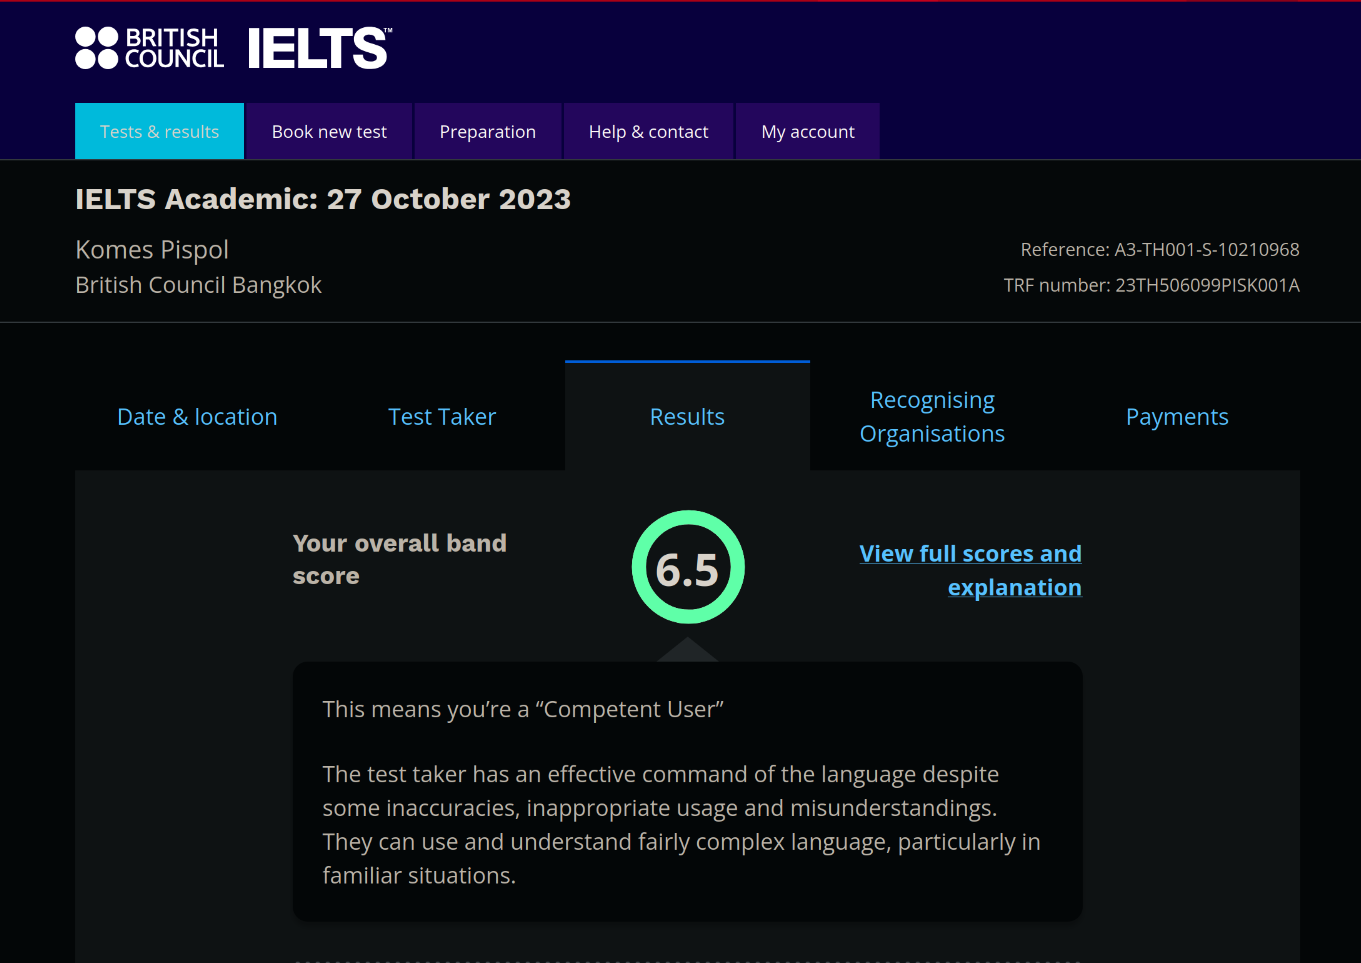 BRITISH
COUNCIL
IELTS™
Tests & results
Book new test
Preparation
Help & contact
My account
IELTS Academic: 27 October 2023
Komes Pispol
British Council Bangkok
Reference: A3-TH001-S-10210968
TRF number: 23TH506099PISK001A
Date & location
Test Taker
Results
Recognising
Organisations
Payments
Your overall band
score
6.5
View full scores and
explanation
This means you’re a “Competent User”
The test taker has an effective command of the language despite
some inaccuracies, inappropriate usage and misunderstandings.
They can use and understand fairly complex language, particularly in
familiar situations.